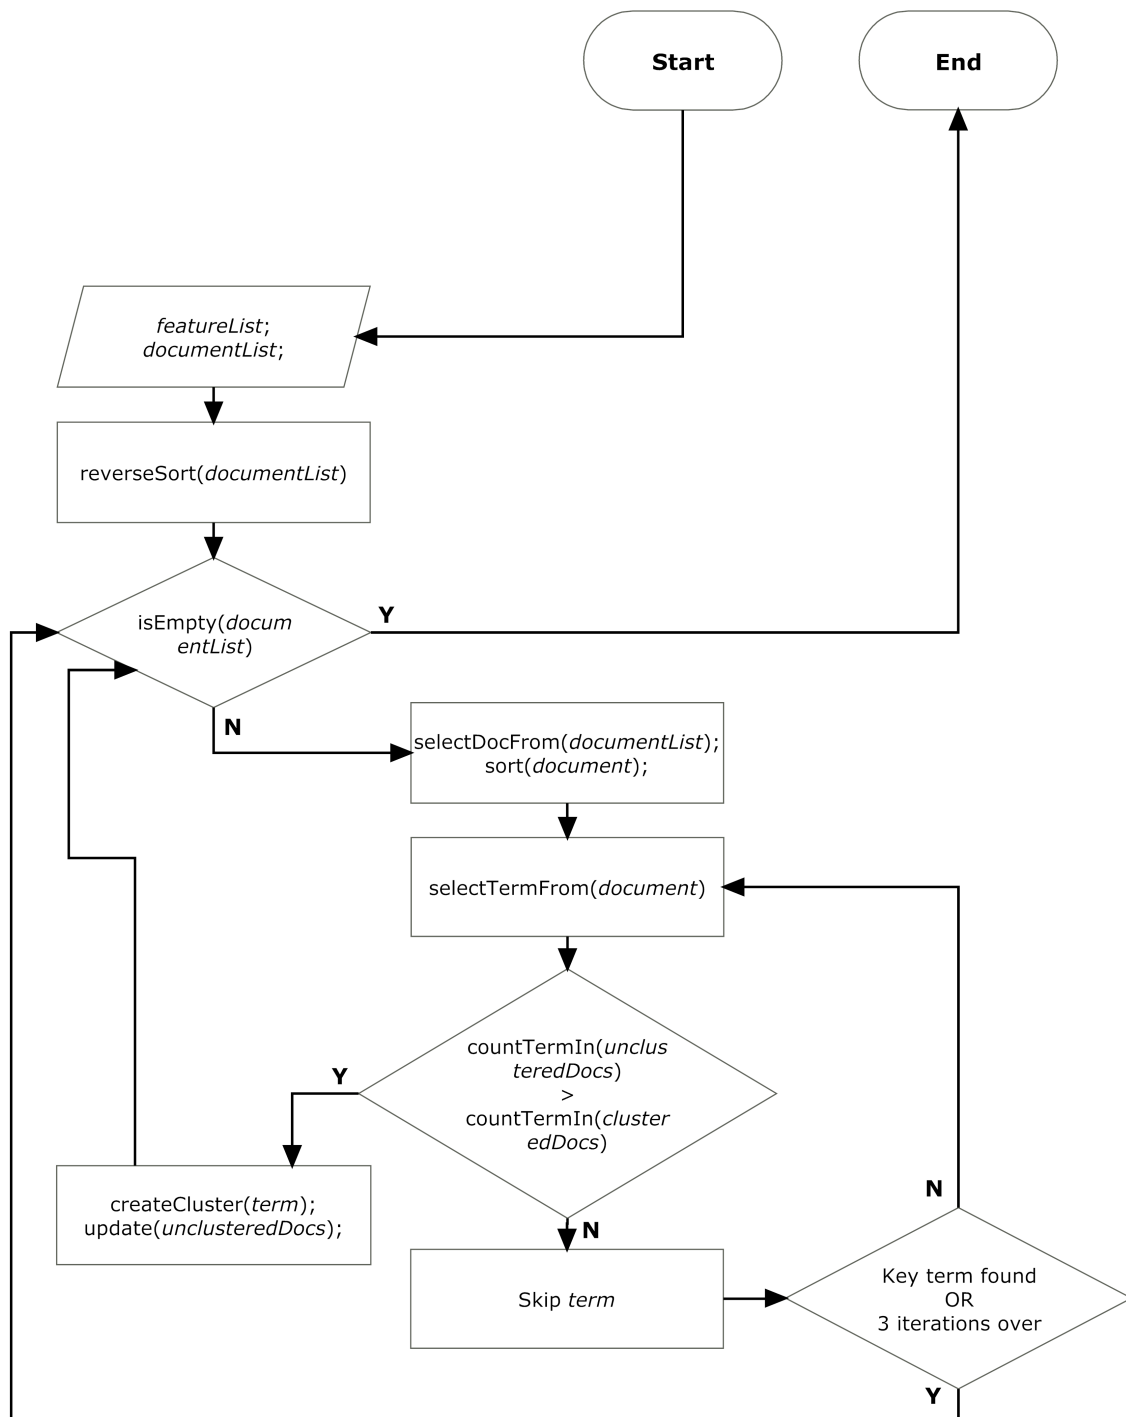 Start
End
featureList;
documentList;
reverseSort(documentList)
isEmpty(docum
entList)
Y
N
selectDocFrom(documentList);
sort(document);
selectTermFrom(document)
countTermIn(unclus
teredDocs)
>
countTermIn(cluster
edDocs)
Y
N
createCluster(term);
update(unclusteredDocs);
Skip term
N
Key term found
OR
3 iterations over
Y